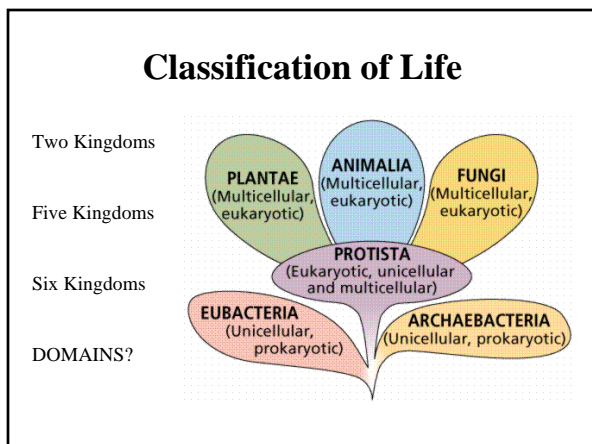 Classification of Life
Two Kingdoms
Five Kingdoms
Six Kingdoms
DOMAINS?
PLANTAE
(Multicellular,
eukaryotic)
ANIMALIA
(Multicellular,
eukaryotic)
FUNGI
(Multicellular,
eukaryotic)
PROTISTA
(Eukaryotic, unicellular
and multicellular)
EUBACTERIA
(Unicellular,
prokaryotic)
ARCHAEBACTERIA
(Unicellular, prokaryotic)